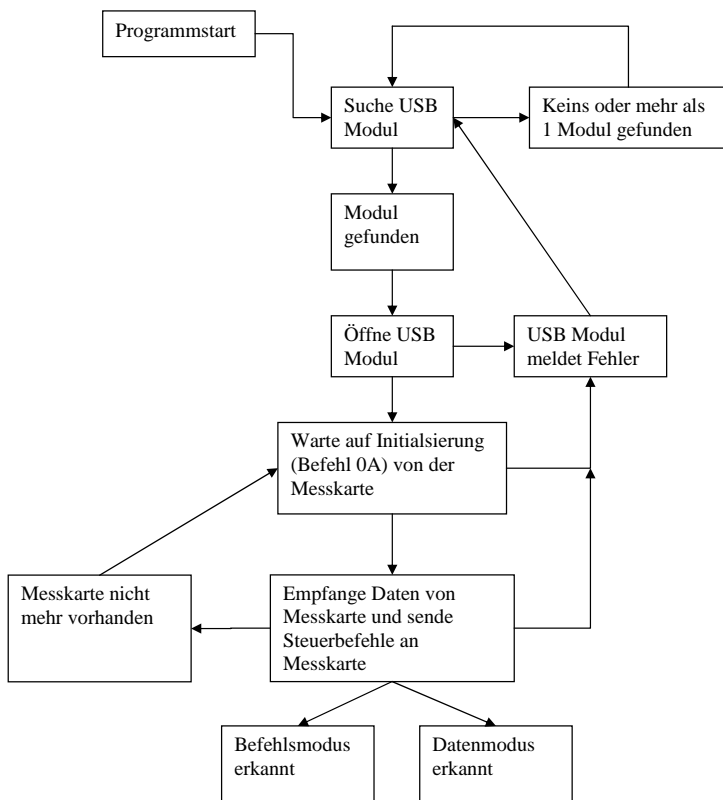 Programmstart
Suche USB
Modul
Keins oder mehr als
1 Modul gefunden
Modul
gefunden
Öffne USB
Modul
USB Modul
meldet Fehler
Warte auf Initialsierung
(Befehl 0A) von der
Messkarte
Messkarte nicht
mehr vorhanden
Empfange Daten von
Messkarte und sende
Steuerbefehle an
Messkarte
Befehlsmodus
erkannt
Datenmodus
erkannt